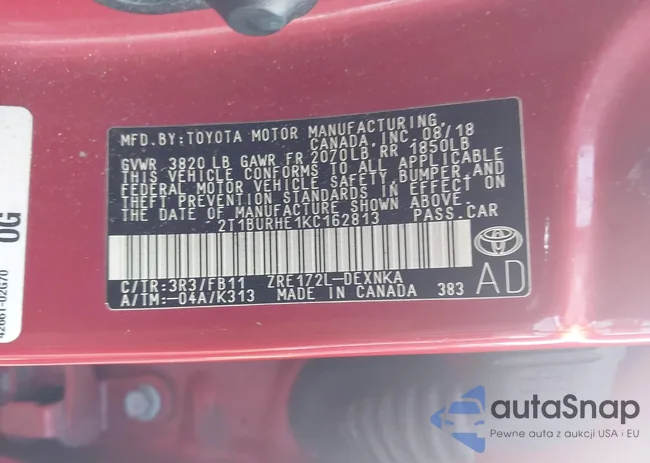 MFD.BY:TOYOTA MOTOR MANUFACTURING,
CANADA,INC. 08/18
GVWR 3820 LB GAWR FR 2070LB RR 1850LB
THIS VEHICLE CONFORMS TO ALL APPLICABLE
FEDERAL MOTOR VEHICLE SAFETY,BUMPER,AND
THEFT PREVENTION STANDARDS IN EFFECT ON
THE DATE OF MANUFACTURE SHOWN ABOVE.
2T1BURHE1KC162813 PASS.CAR
C/TR:3R3/FB11 ZRE172L-DEXNKA
A/TM:-04A/K313 MADE IN CANADA 383
AD
0G
42661-02G70
autaSnap
Pewne auta z aukcji USA i EU